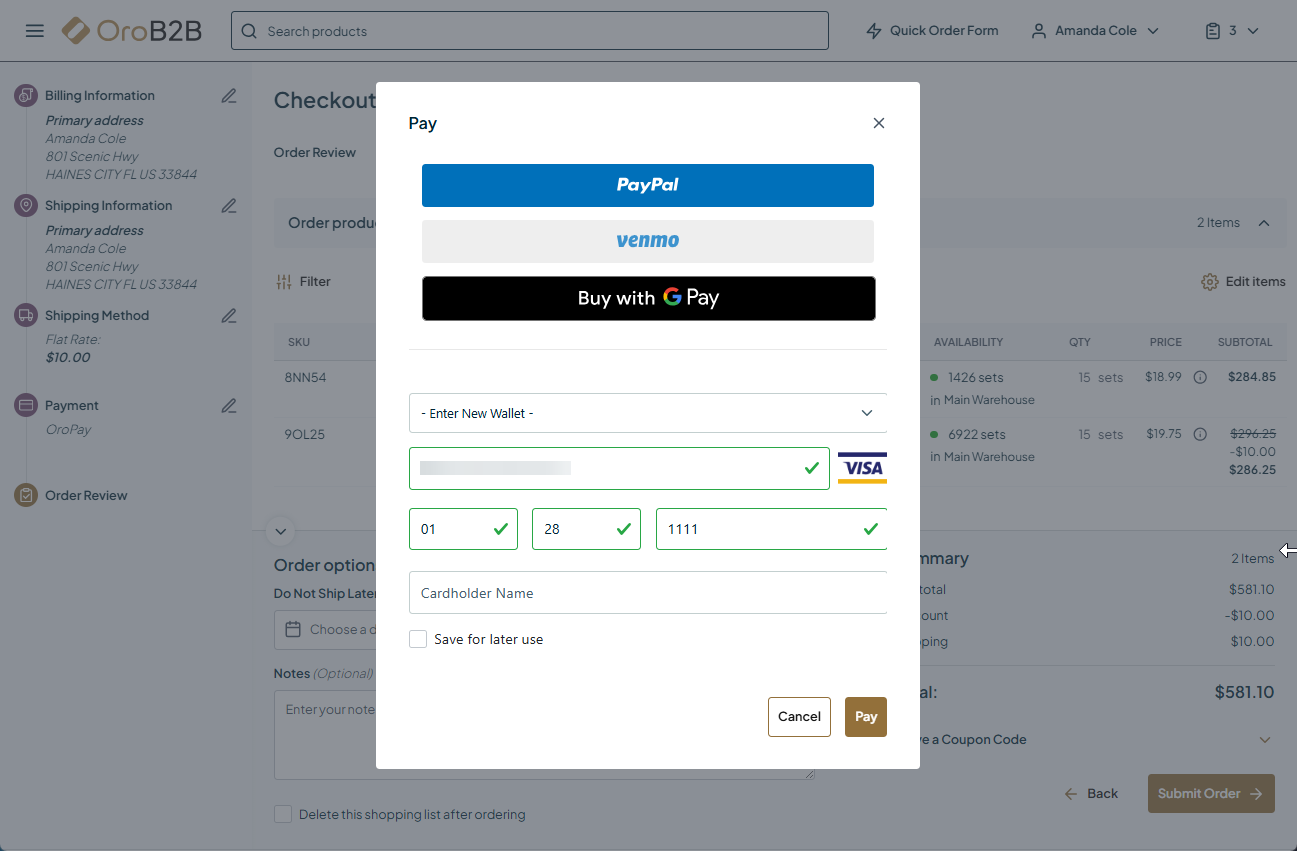 OroB2B
Search products
Quick Order Form
Amanda Cole
3
Billing Information
Primary address
Amanda Cole
801 Scenic Hwy
HAINES CITY FL US 33844
Shipping Information
Primary address
Amanda Cole
801 Scenic Hwy
HAINES CITY FL US 33844
Shipping Method
Flat Rate:
$10.00
Payment
OroPay
Order Review
Checkout
Order Review
Order produc
2 Items
Filter
Edit items
SKU
AVAILABILITY
QTY
PRICE
SUBTOTAL
8NN54
1426 sets
in Main Warehouse
15 sets
$18.99
$284.85
9OL25
6922 sets
in Main Warehouse
15 sets
$19.75
$296.25
-$10.00
$286.25
Order option
Do Not Ship Later
Choose a d
Notes (Optional)
Enter your note
Delete this shopping list after ordering
Pay
PayPal
venmo
Buy with G Pay
- Enter New Wallet -
VISA
01
28
1111
Cardholder Name
Save for later use
Cancel
Pay
mmary
2 Items
total
$581.10
ount
-$10.00
ping
$10.00
al:
$581.10
e a Coupon Code
Back
Submit Order